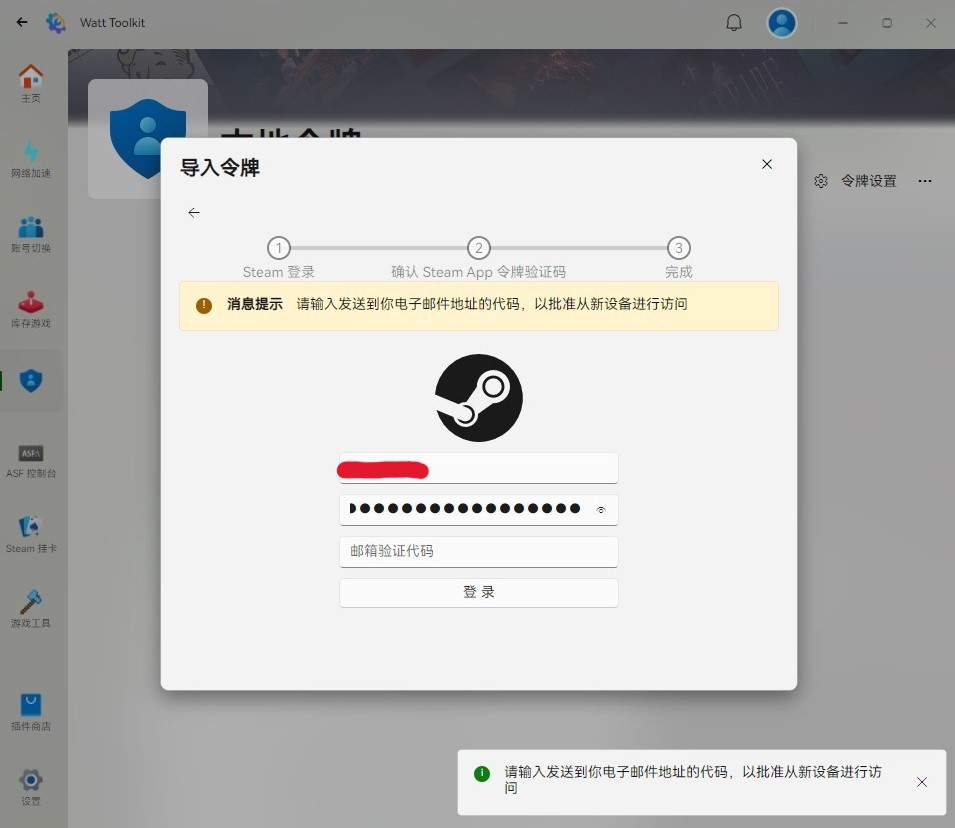 Watt Toolkit
主页
网络加速
账号切换
库存游戏
ASF
ASF 控制台
Steam 挂卡
游戏工具
插件商店
设置
本地令牌
令牌设置
导入令牌
1
2
3
Steam 登录
确认 Steam App 令牌验证码
完成
消息提示 请输入发送到你电子邮件地址的代码，以批准从新设备进行访问
邮箱验证代码
登 录
请输入发送到你电子邮件地址的代码，以批准从新设备进行访
问